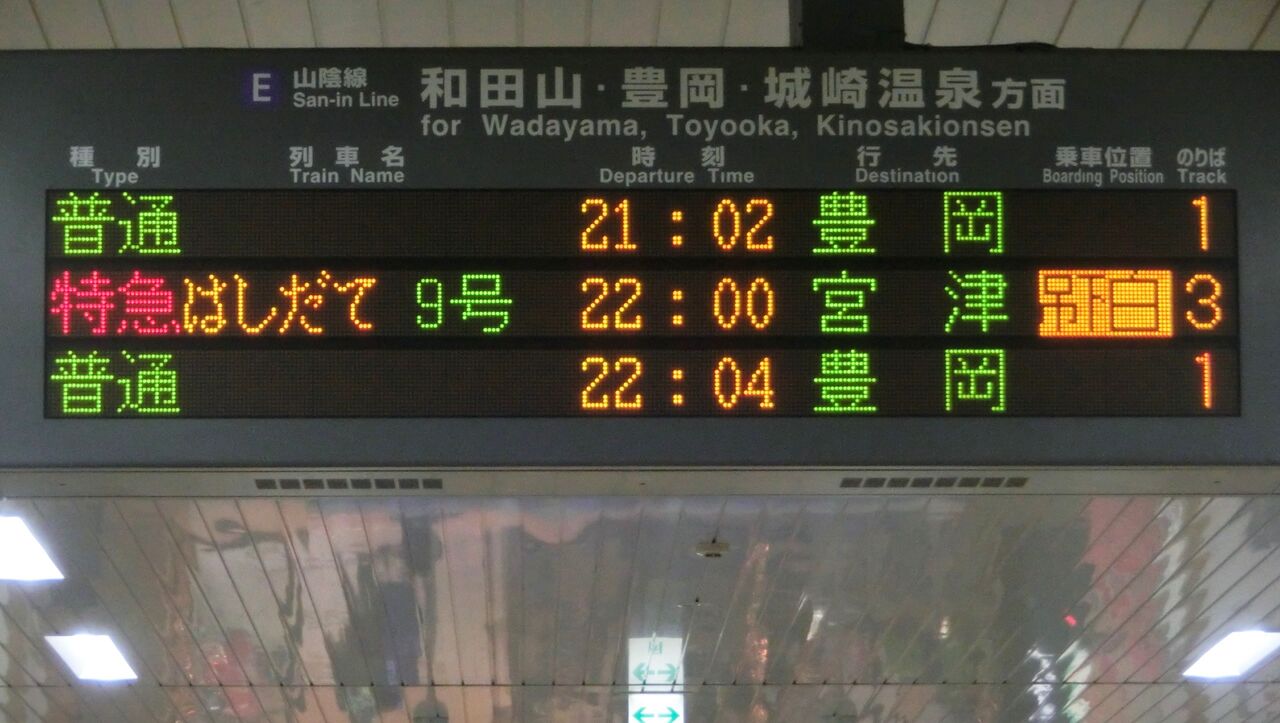 E 山陰線 和田山・豊岡・城崎温泉方面
San-in Line for Wadayama, Toyooka, Kinosakionsen
種別 列車名 時刻 行先 乗車位置 のりば
Type Train Name Departure Time Destination Boarding Position Track
普通 21:02 豊岡 1
特急 はしだて 9号 22:00 宮津 3
普通 22:04 豊岡 1